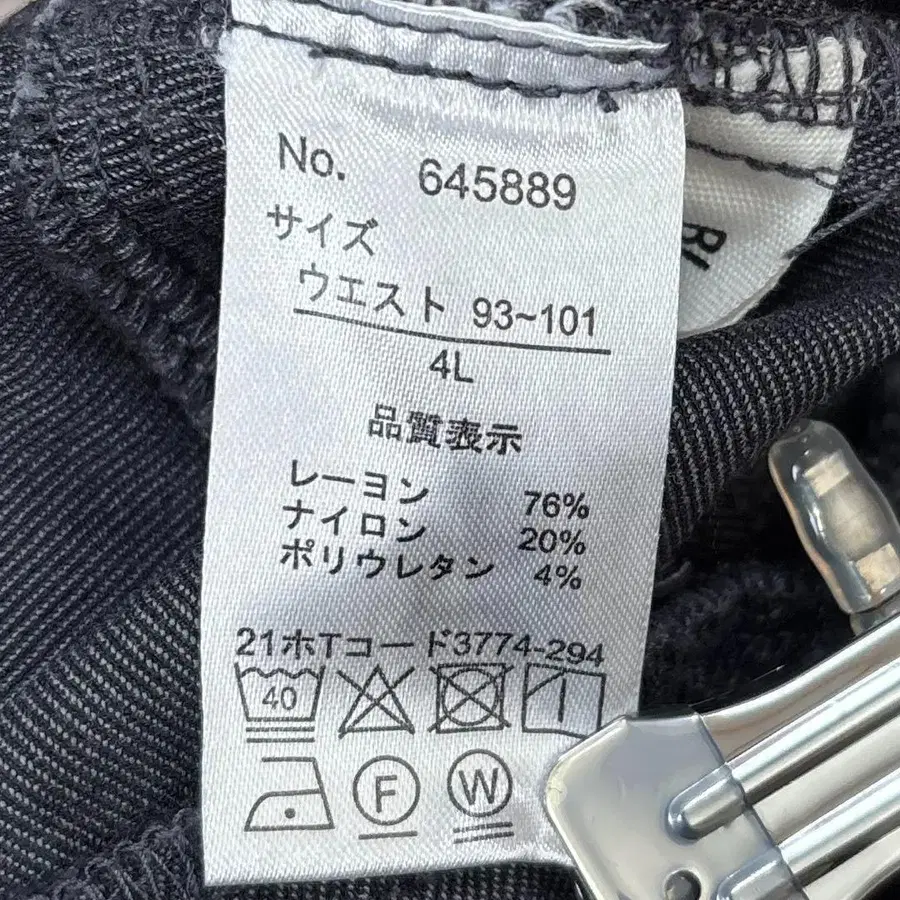 No. 645889
サイズ
ウエスト 93~101
4L
品質表示
レーヨン 76%
ナイロン 20%
ポリウレタン 4%
21ホTコード3774-294
40
F
W